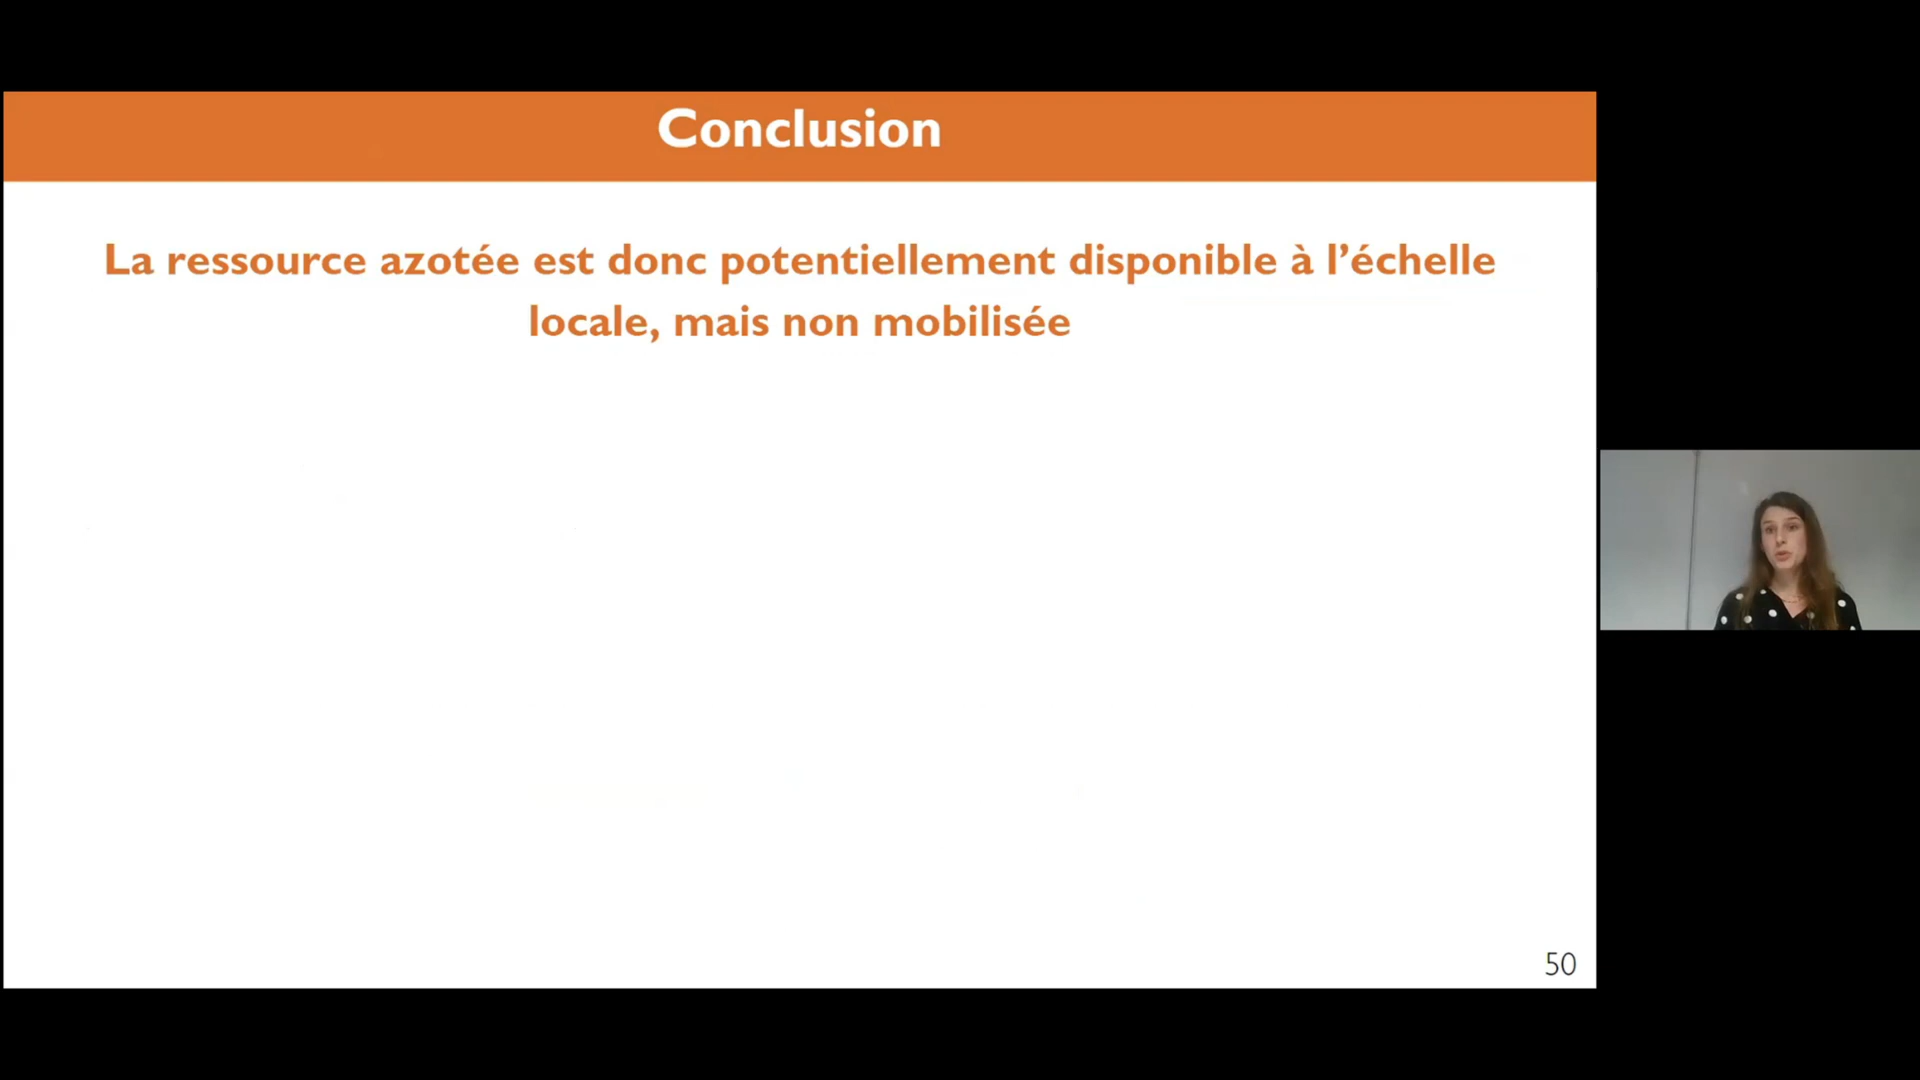 Conclusion
La ressource azotée est donc potentiellement disponible à l’échelle
locale, mais non mobilisée
50